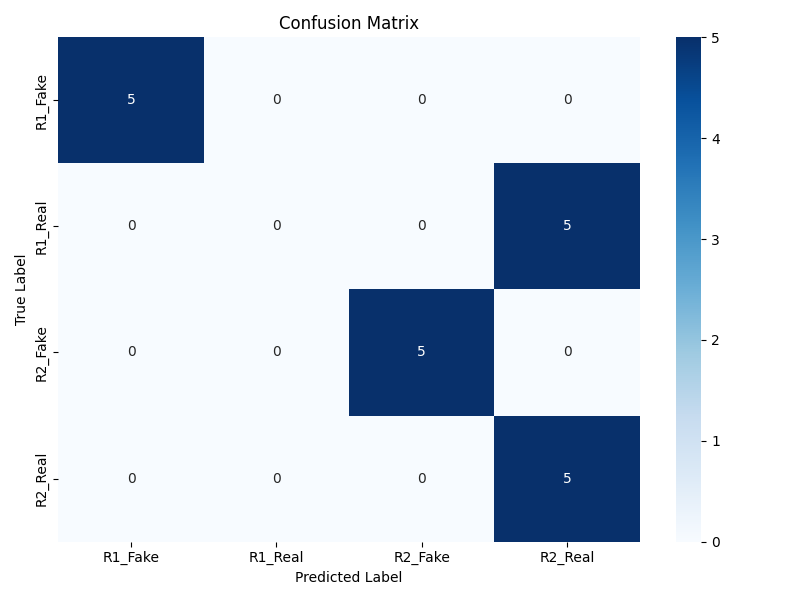 Confusion Matrix
True Label
R1_Fake
5 0 0 0
R1_Real
0 0 0 5
R2_Fake
0 0 5 0
R2_Real
0 0 0 5
R1_Fake R1_Real R2_Fake R2_Real
Predicted Label
5
4
3
2
1
0